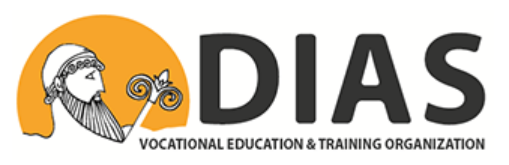 DIAS
VOCATIONAL EDUCATION & TRAINING ORGANIZATION